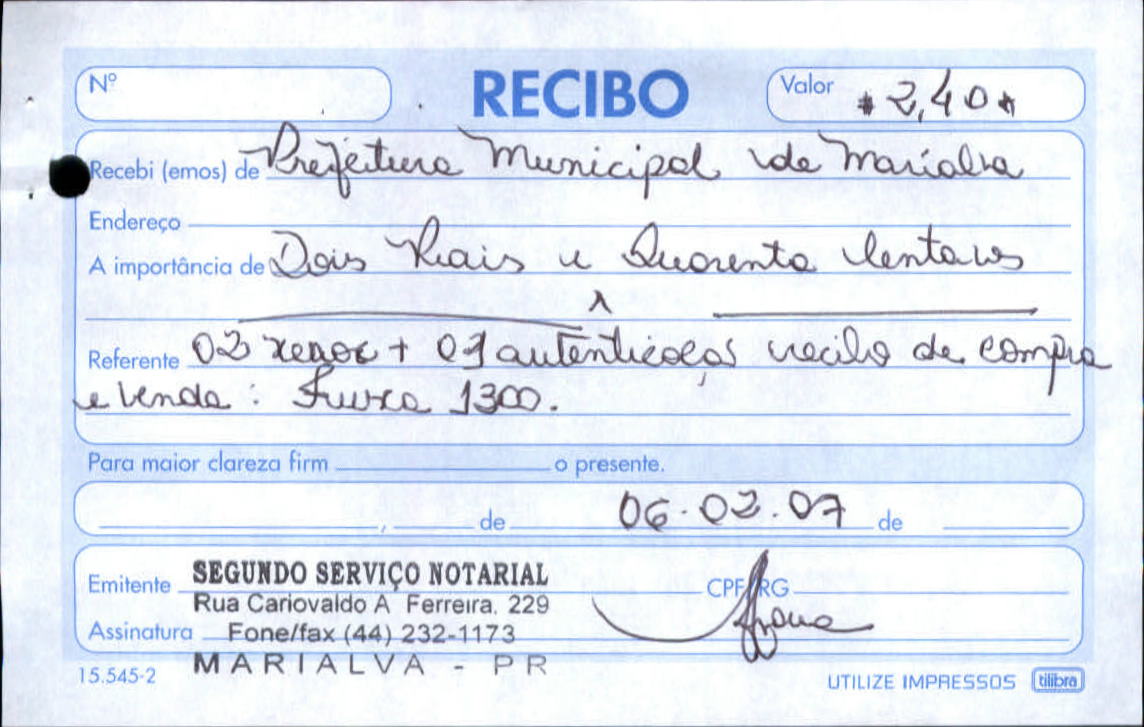 Nº RECIBO Valor *2,40*
Recebi (emos) de Prefeitura Municipal de Marialva
Endereço
A importância de Dois Reais e Quarenta Centavos
Referente 02 xerox + 01 autenticação recibo de compra
e venda: 1300.
Para maior clareza firm o presente.
, de 06.02.07 de
Emitente SEGUNDO SERVIÇO NOTARIAL CPF/RG
Rua Cariovaldo A Ferreira, 229
Assinatura Fone/fax (44) 232-1173
MARIALVA - PR
15.545-2 UTILIZE IMPRESSOS tilibra